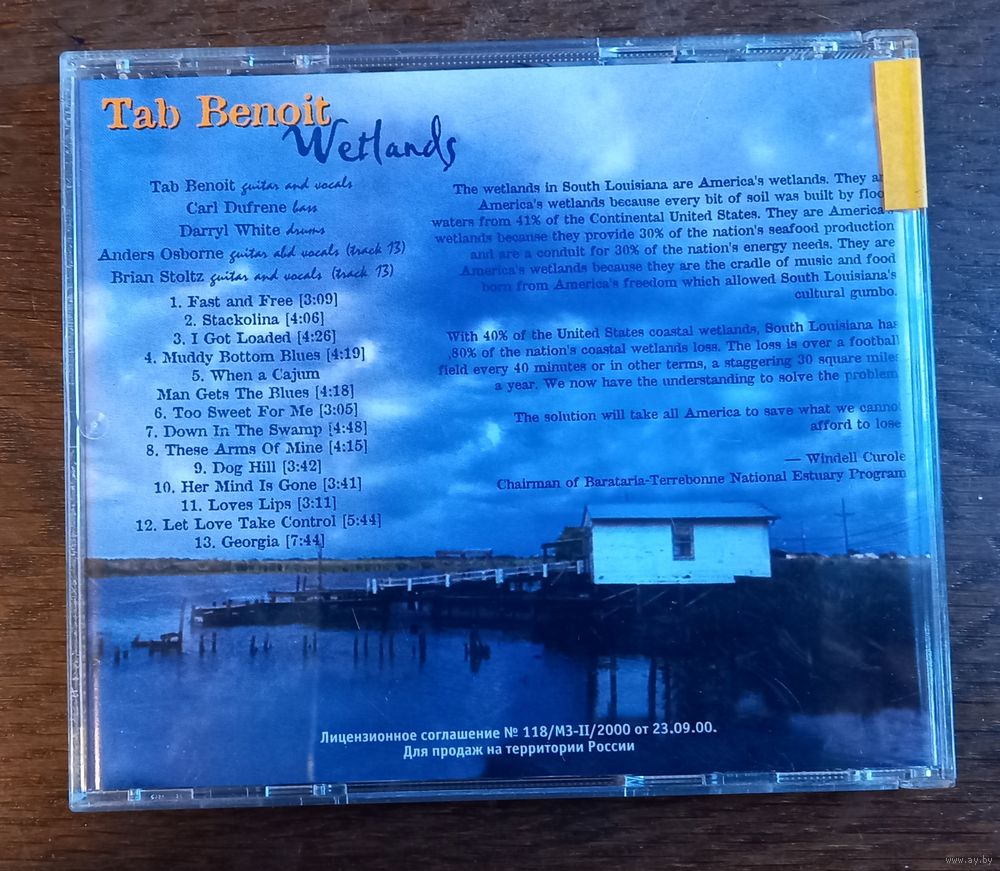 Tab Benoit
Wetlands
Tab Benoit guitar and vocals
Carl Dufrene bass
Darryl White drums
Anders Osborne guitar abd vocals (track 13)
Brian Stoltz guitar and vocals (track 13)
1. Fast and Free [3:09]
2. Stackolina [4:06]
3. I Got Loaded [4:26]
4. Muddy Bottom Blues [4:19]
5. When a Cajum
Man Gets The Blues [4:18]
6. Too Sweet For Me [3:05]
7. Down In The Swamp [4:48]
8. These Arms Of Mine [4:15]
9. Dog Hill [3:42]
10. Her Mind Is Gone [3:41]
11. Loves Lips [3:11]
12. Let Love Take Control [5:44]
13. Georgia [7:44]
The wetlands in South Louisiana are America's wetlands. They
America's wetlands because every bit of soil was built by
waters from 41% of the Continental United States. They are America's
wetlands because they provide 30% of the nation's seafood production
and are a conduit for 30% of the nation's energy needs. They are
America's wetlands because they are the cradle of music and food
born from America's freedom which allowed South Louisiana's
cultural gumbo.
With 40% of the United States coastal wetlands, South Louisiana has
,80% of the nation's coastal wetlands loss. The loss is over a football
field every 40 minutes or in other terms, a staggering 30 square miles
a year. We now have the understanding to solve the problem
The solution will take all America to save what we canno
afford to lose
— Windell Curole
Chairman of Barataria-Terrebonne National Estuary Program
Лицензионное соглашение № 118/МЗ-II/2000 от 23.09.00.
Для продаж на территории России
www.ay.by